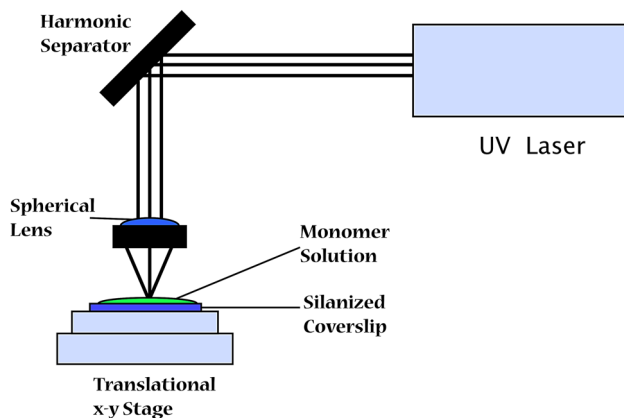 Harmonic
Separator
UV Laser
Spherical
Lens
Monomer
Solution
Silanized
Coverslip
Translational
x-y Stage